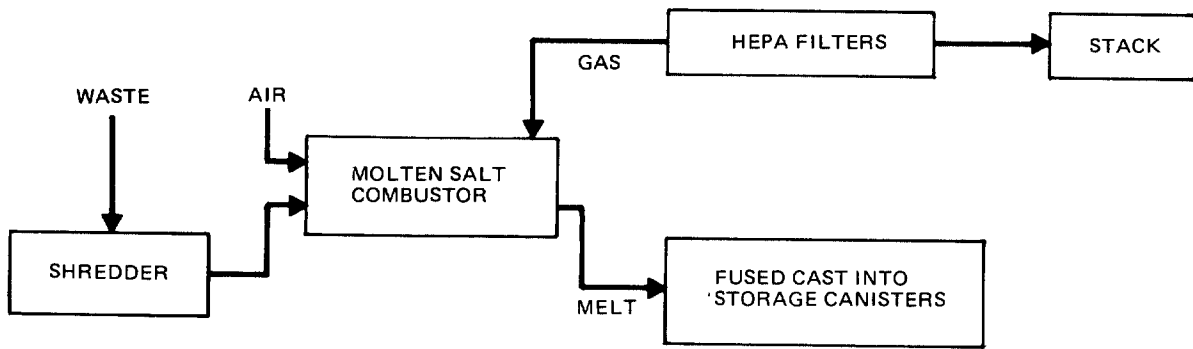 HEPA FILTERS
STACK
GAS
WASTE
AIR
MOLTEN SALT
COMBUSTOR
SHREDDER
FUSED CAST INTO
STORAGE CANISTERS
MELT